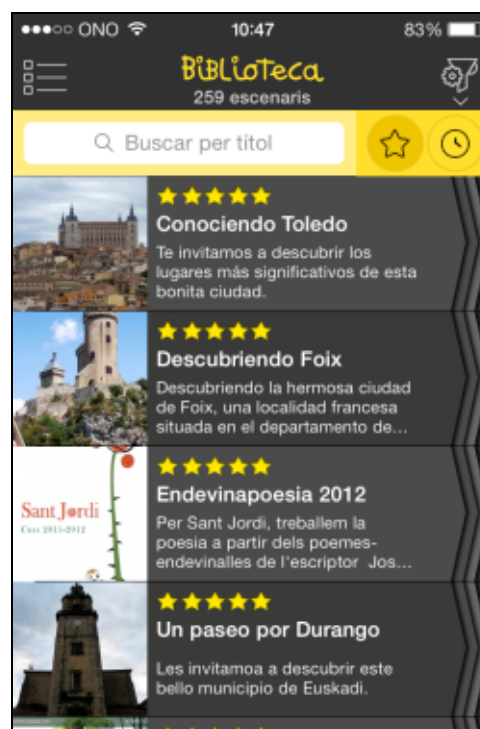 ONO 10:47 83%
Biblioteca
259 escenaris
Buscar per títol
Conociendo Toledo
Te invitamos a descubrir los
lugares más significativos de esta
bonita ciudad.
Descubriendo Foix
Descubriendo la hermosa ciudad
de Foix, una localidad francesa
situada en el departamento de...
Sant Jordi
Curs 2011-2012
Endevinapoesia 2012
Per Sant Jordi, treballem la
poesia a partir dels poemes-
endevinalles de l'escriptor Jos...
Un paseo por Durango
Les invitamoa a descubrir este
bello municipio de Euskadi.